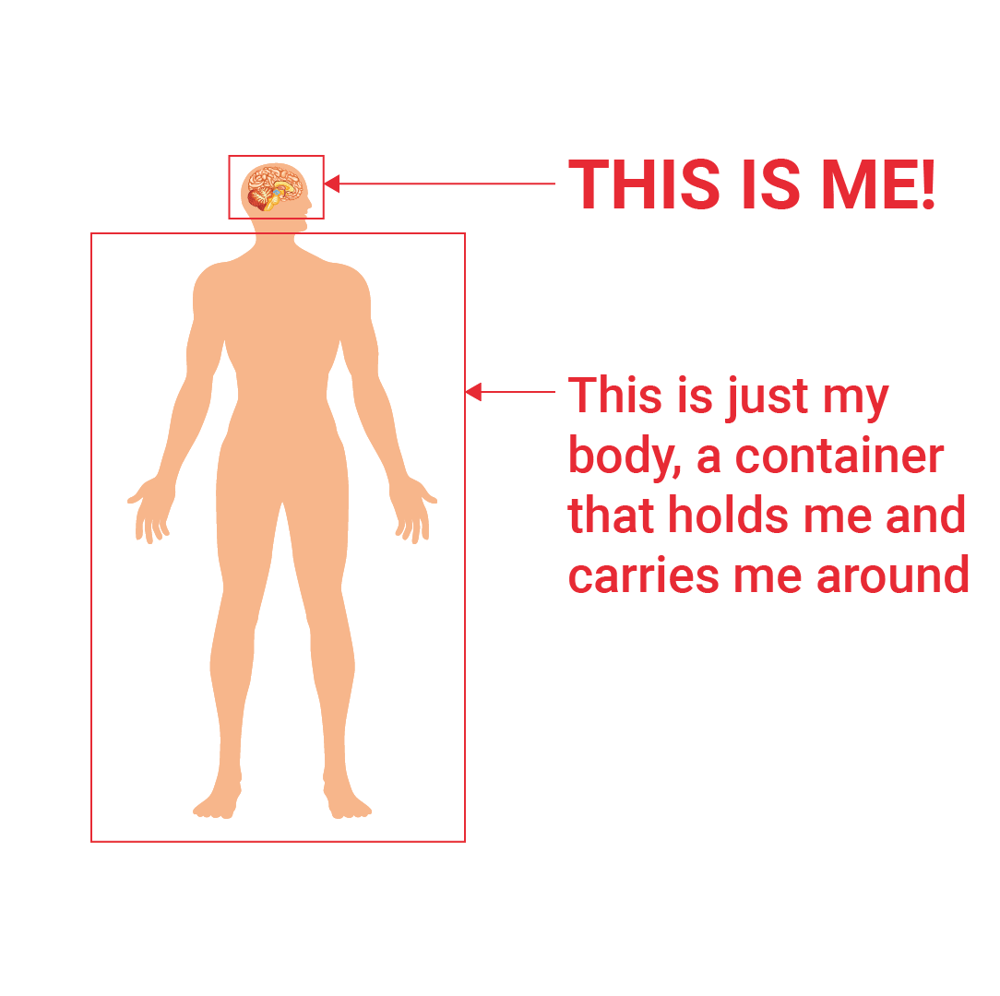 THIS IS ME!
This is just my
body, a container
that holds me and
carries me around